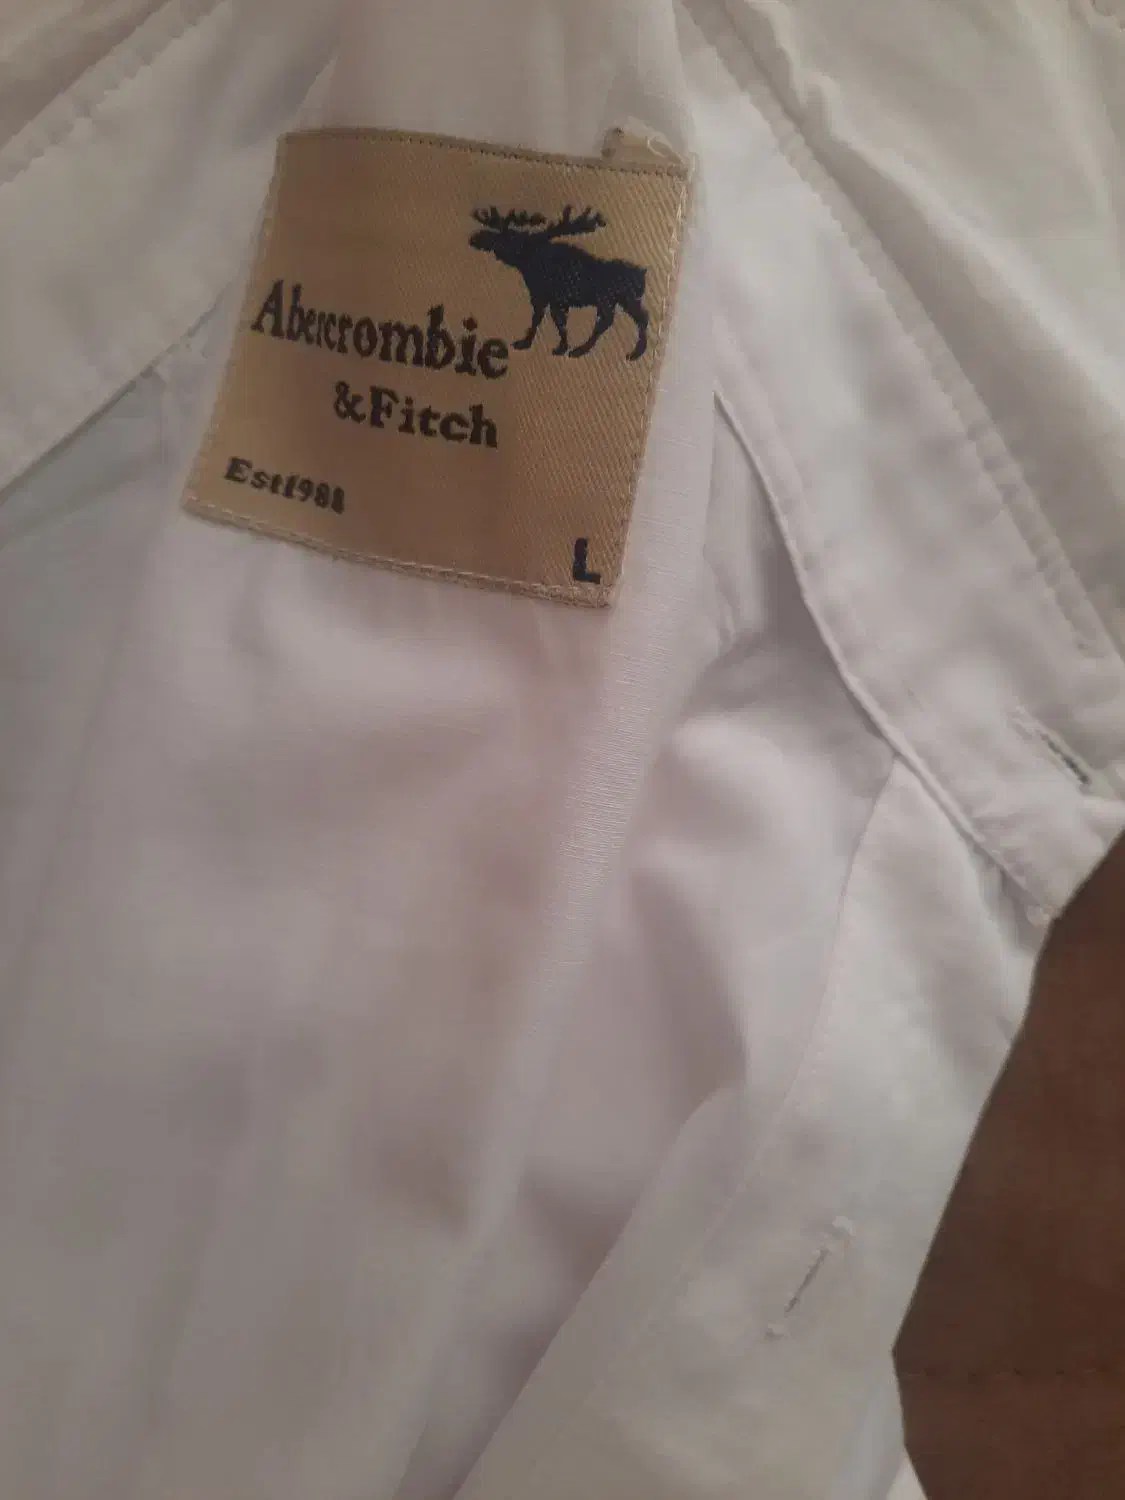 Abercrombie
&Fitch
Est1988
L